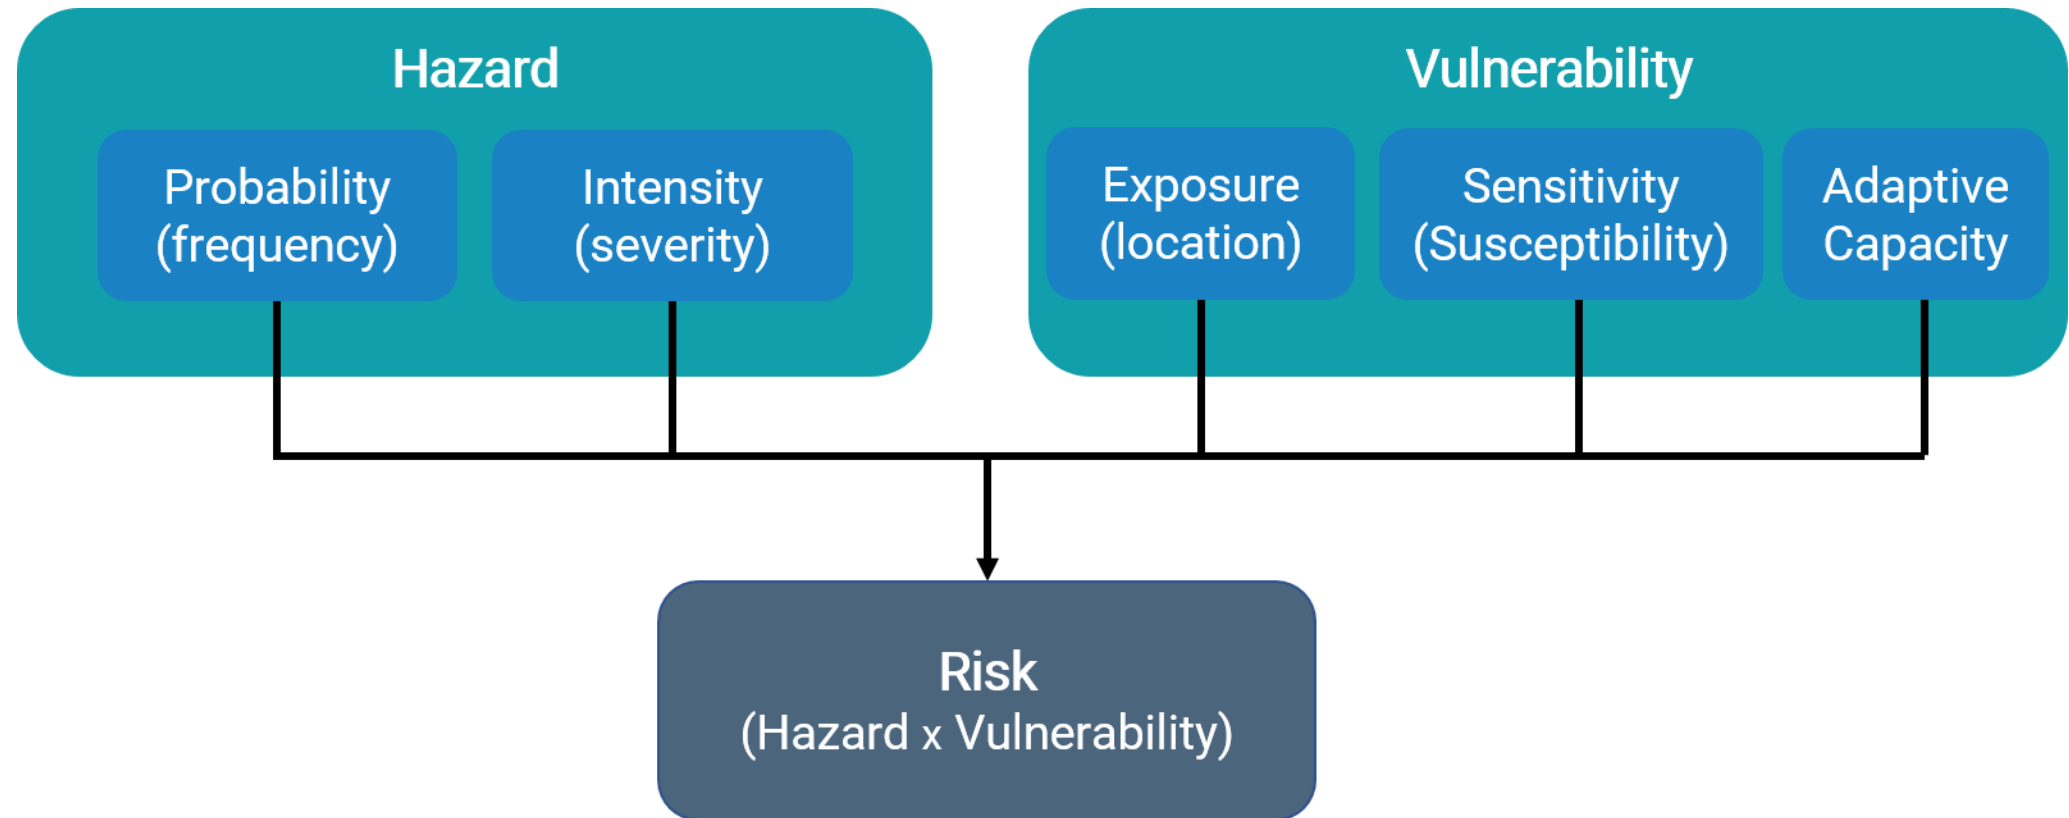 Hazard
Probability
(frequency)
Intensity
(severity)
Vulnerability
Exposure
(location)
Sensitivity
(Susceptibility)
Adaptive
Capacity
Risk
(Hazard x Vulnerability)